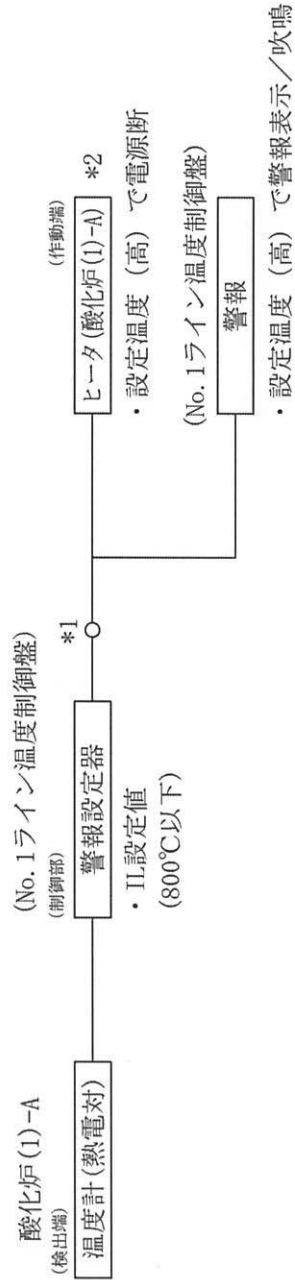 酸化炉(1)-A
(検出端)
温度計(熱電対)
(No.1ライン温度制御盤)
(制御部)
警報設定器
・IL設定値
(800℃以下)
*1
(作動端)
ヒータ(酸化炉(1)-A) *2
・設定温度(高)で電源断
(No.1ライン温度制御盤)
警報
・設定温度(高)で警報表示/吹鳴